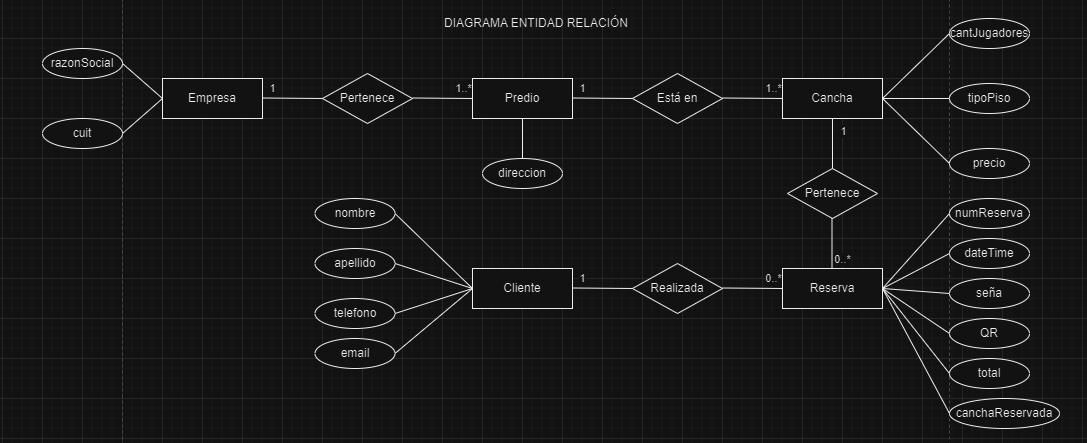 DIAGRAMA ENTIDAD RELACIÓN
cantJugadores
razonSocial
Empresa
1
Pertenece
1..*
Predio
1
Está en
1..*
Cancha
tipoPiso
cuit
1
direccion
precio
Pertenece
nombre
numReserva
apellido
0..*
dateTime
Cliente
1
Realizada
0..*
Reserva
seña
telefono
QR
email
total
canchaReservada